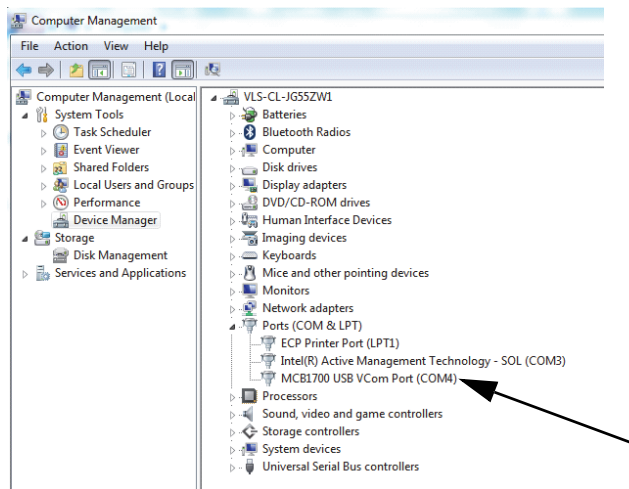 Computer Management
File Action View Help
Computer Management (Local
System Tools
Task Scheduler
Event Viewer
Shared Folders
Local Users and Groups
Performance
Device Manager
Storage
Disk Management
Services and Applications
VLS-CL-JG55ZW1
Batteries
Bluetooth Radios
Computer
Disk drives
Display adapters
DVD/CD-ROM drives
Human Interface Devices
Imaging devices
Keyboards
Mice and other pointing devices
Monitors
Network adapters
Ports (COM & LPT)
ECP Printer Port (LPT1)
Intel(R) Active Management Technology - SOL (COM3)
MCB1700 USB VCom Port (COM4)
Processors
Sound, video and game controllers
Storage controllers
System devices
Universal Serial Bus controllers